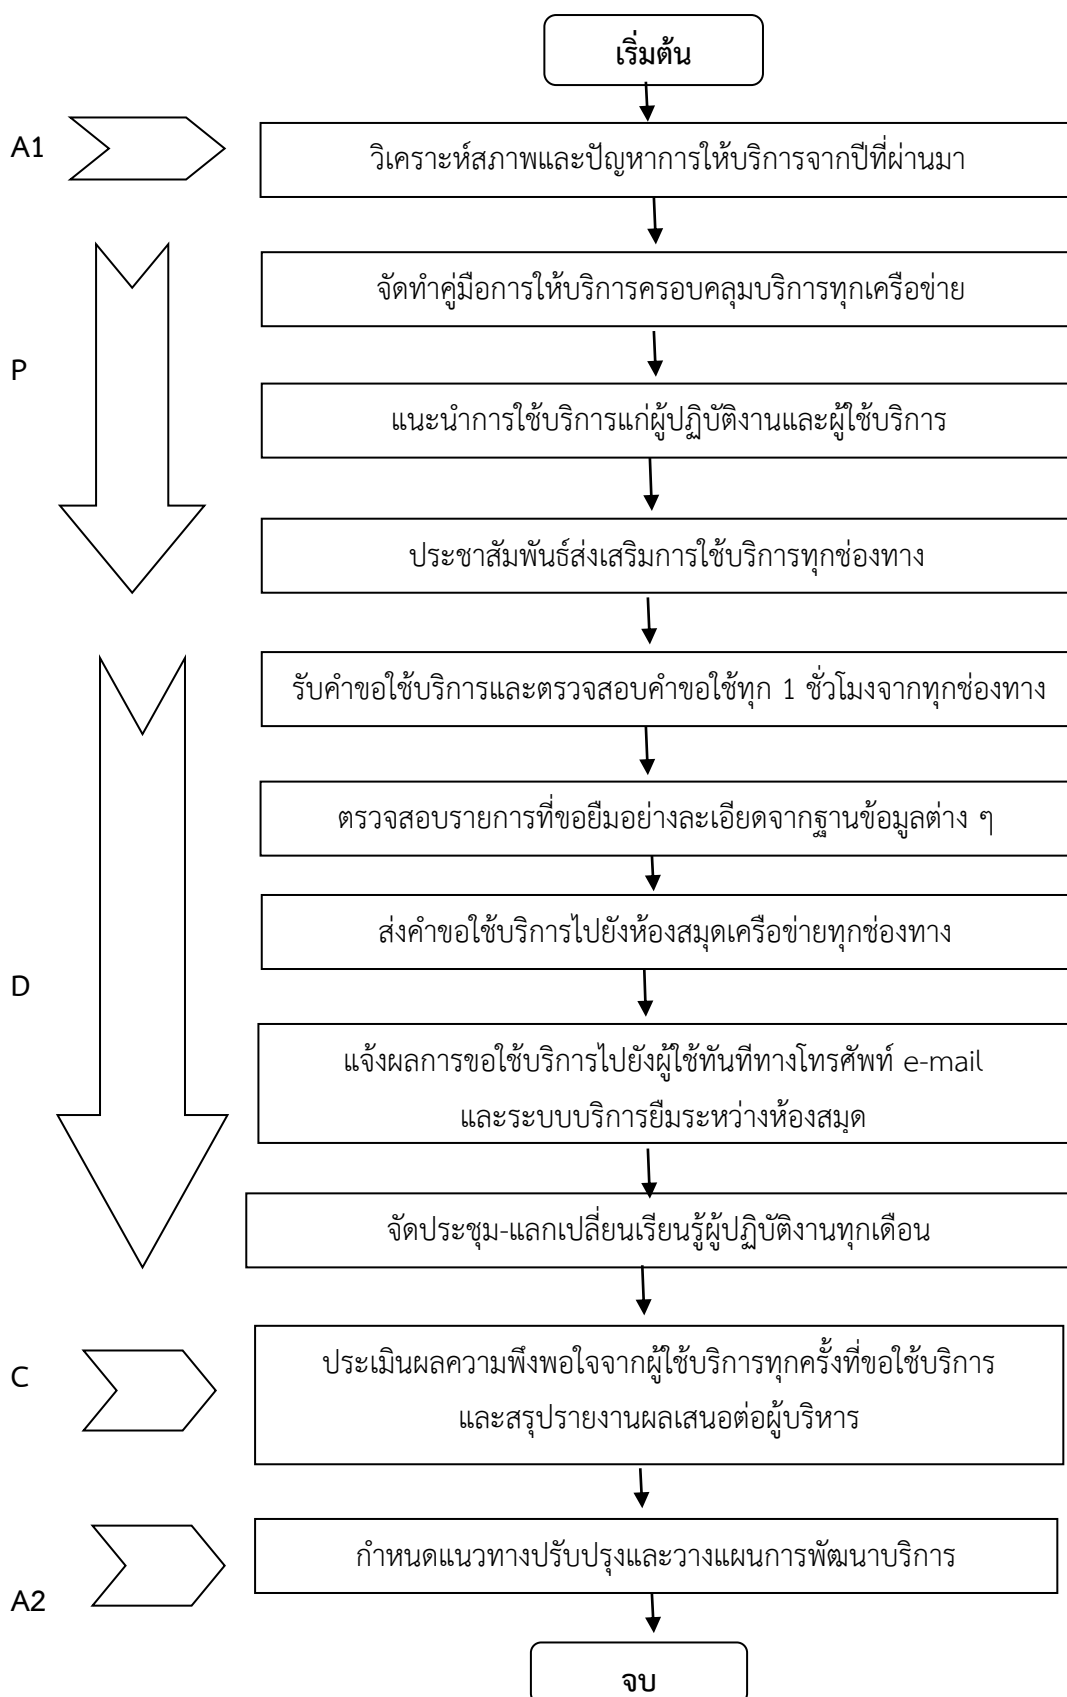 เริ่มต้น
A1
วิเคราะห์สภาพและปัญหาการให้บริการจากปีที่ผ่านมา
จัดทำคู่มือการให้บริการครอบคลุมบริการทุกเครือข่าย
P
แนะนำการใช้บริการแก่ผู้ปฏิบัติงานและผู้ใช้บริการ
ประชาสัมพันธ์ส่งเสริมการใช้บริการทุกช่องทาง
รับคำขอใช้บริการและตรวจสอบคำขอใช้ทุก 1 ชั่วโมงจากทุกช่องทาง
ตรวจสอบรายการที่ขอยืมอย่างละเอียดจากฐานข้อมูลต่าง ๆ
ส่งคำขอใช้บริการไปยังห้องสมุดเครือข่ายทุกช่องทาง
D
แจ้งผลการขอใช้บริการไปยังผู้ใช้ทันทีทางโทรศัพท์ e-mail
และระบบบริการยืมระหว่างห้องสมุด
จัดประชุม-แลกเปลี่ยนเรียนรู้ผู้ปฏิบัติงานทุกเดือน
C
ประเมินผลความพึงพอใจจากผู้ใช้บริการทุกครั้งที่ขอใช้บริการ
และสรุปรายงานผลเสนอต่อผู้บริหาร
กำหนดแนวทางปรับปรุงและวางแผนการพัฒนาบริการ
A2
จบ